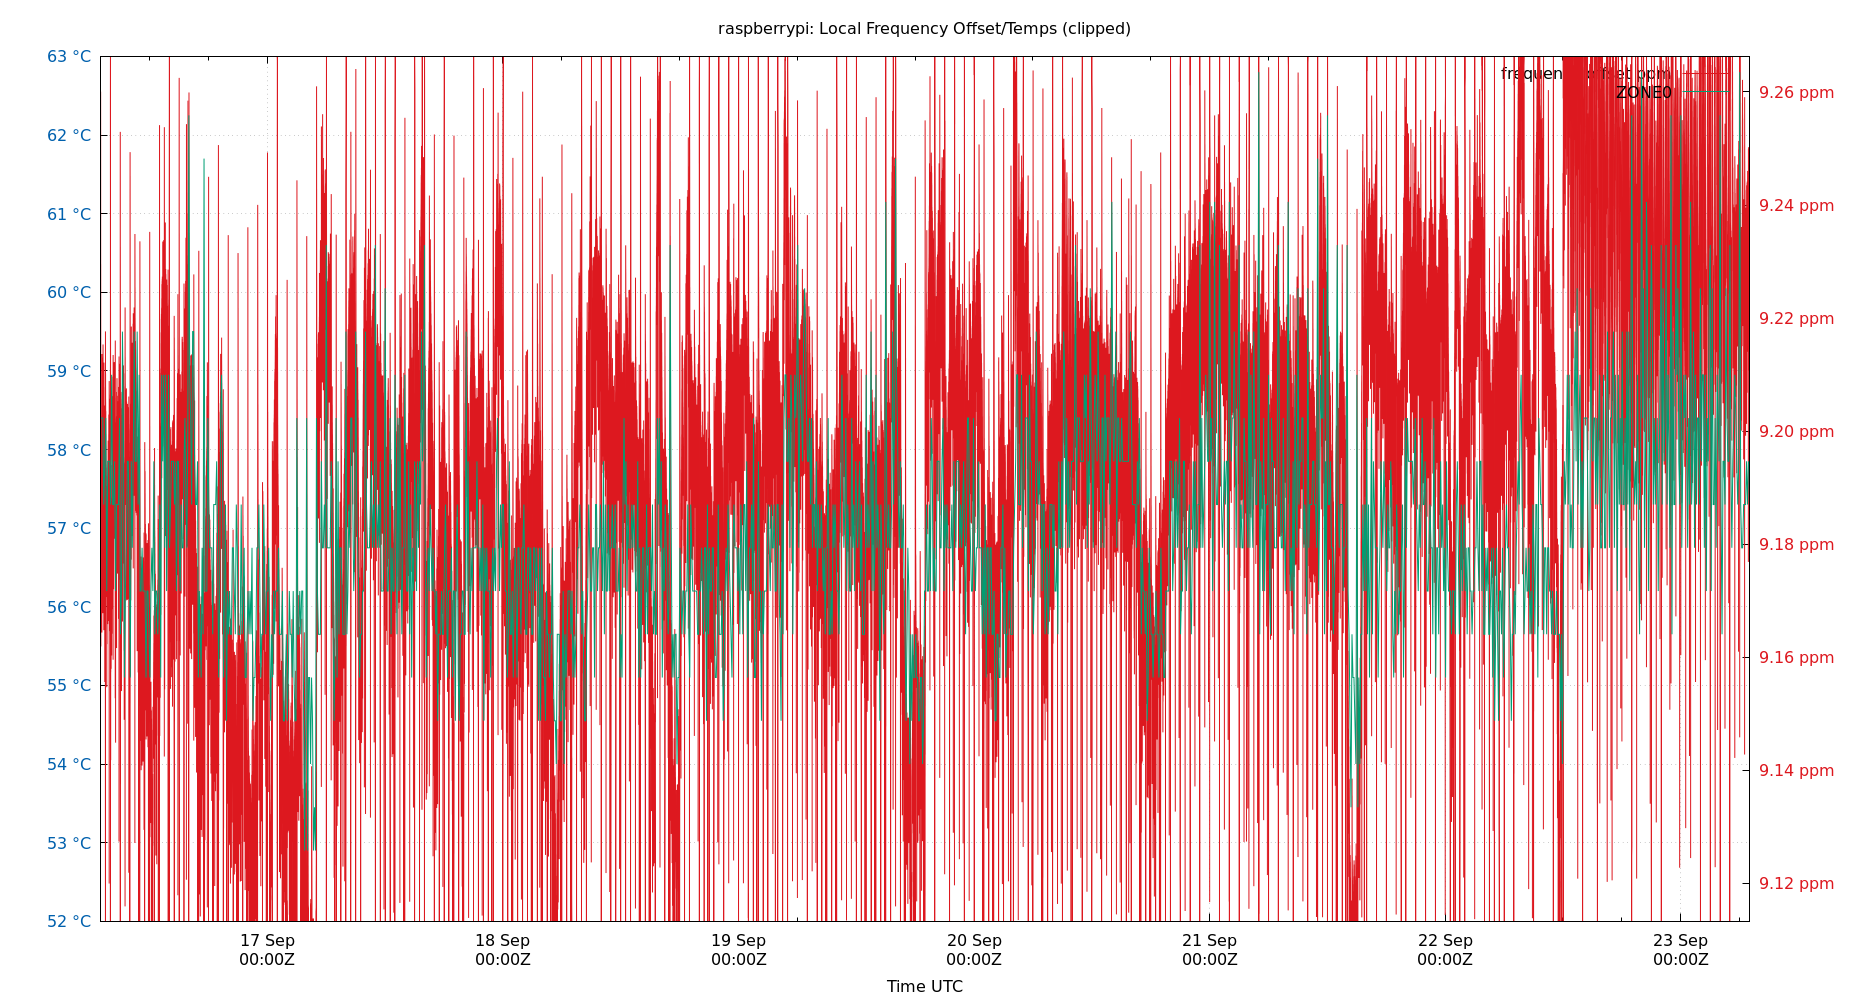 raspberrypi: Local Frequency Offset/Temps (clipped)
63 °C
62 °C
61 °C
60 °C
59 °C
58 °C
57 °C
56 °C
55 °C
54 °C
53 °C
52 °C
frequency offset ppm
ZONE0
9.26 ppm
9.24 ppm
9.22 ppm
9.20 ppm
9.18 ppm
9.16 ppm
9.14 ppm
9.12 ppm
17 Sep
00:00Z
18 Sep
00:00Z
19 Sep
00:00Z
20 Sep
00:00Z
21 Sep
00:00Z
22 Sep
00:00Z
23 Sep
00:00Z
Time UTC